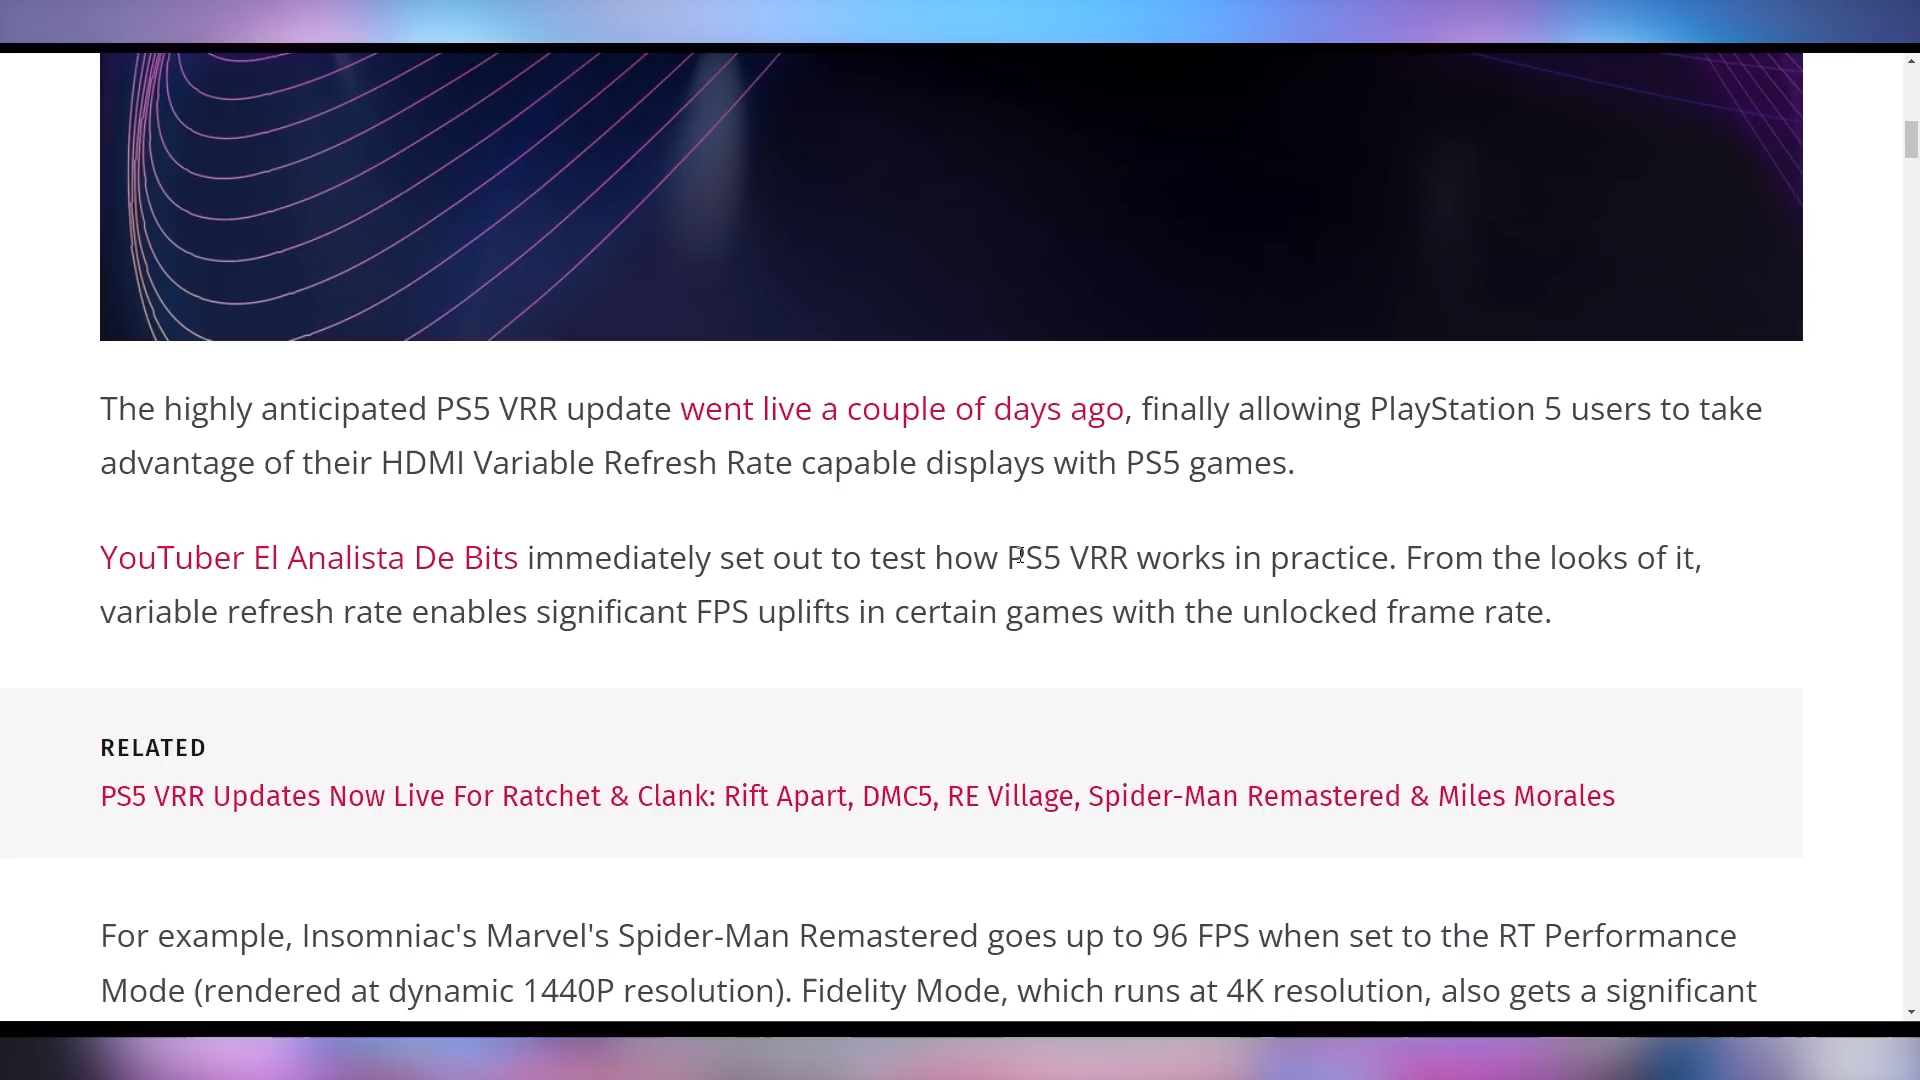 The highly anticipated PS5 VRR update went live a couple of days ago, finally allowing PlayStation 5 users to take
advantage of their HDMI Variable Refresh Rate capable displays with PS5 games.
YouTuber El Analista De Bits immediately set out to test how PS5 VRR works in practice. From the looks of it,
variable refresh rate enables significant FPS uplifts in certain games with the unlocked frame rate.
RELATED
PS5 VRR Updates Now Live For Ratchet & Clank: Rift Apart, DMC5, RE Village, Spider-Man Remastered & Miles Morales
For example, Insomniac's Marvel's Spider-Man Remastered goes up to 96 FPS when set to the RT Performance
Mode (rendered at dynamic 1440P resolution). Fidelity Mode, which runs at 4K resolution, also gets a significant